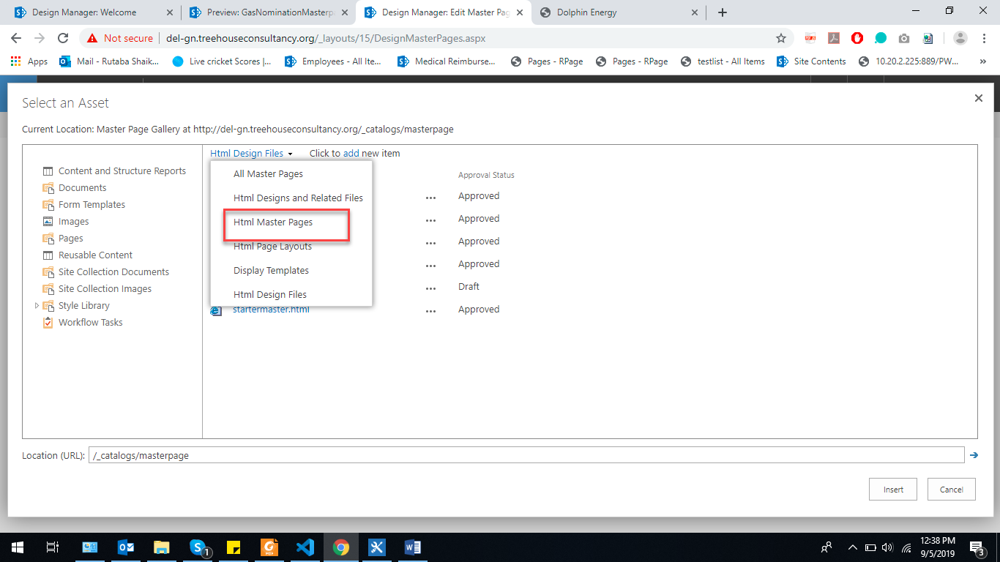 Design Manager: Welcome
Preview: GasNominationMasterp
Design Manager: Edit Master Pag
Dolphin Energy
Not secure
del-gn.treehouseconsultancy.org/_layouts/15/DesignMasterPages.aspx
Apps
Mail - Rutaba Shaik...
Live cricket Scores |...
Employees - All Ite...
Medical Reimburse...
Pages - RPage
Pages - RPage
testlist - All Items
Site Contents
10.20.2.225:889/PW...
Select an Asset
Current Location: Master Page Gallery at http://del-gn.treehouseconsultancy.org/_catalogs/masterpage
Content and Structure Reports
Documents
Form Templates
Images
Pages
Reusable Content
Site Collection Documents
Site Collection Images
Style Library
Workflow Tasks
Html Design Files
Click to add new item
All Master Pages
Html Designs and Related Files
Html Master Pages
Html Page Layouts
Display Templates
Html Design Files
startermaster.html
Approval Status
... Approved
... Approved
... Approved
... Approved
... Draft
... Approved
Location (URL): /_catalogs/masterpage
Insert
Cancel
1
PDF
12:38 PM
9/5/2019
3